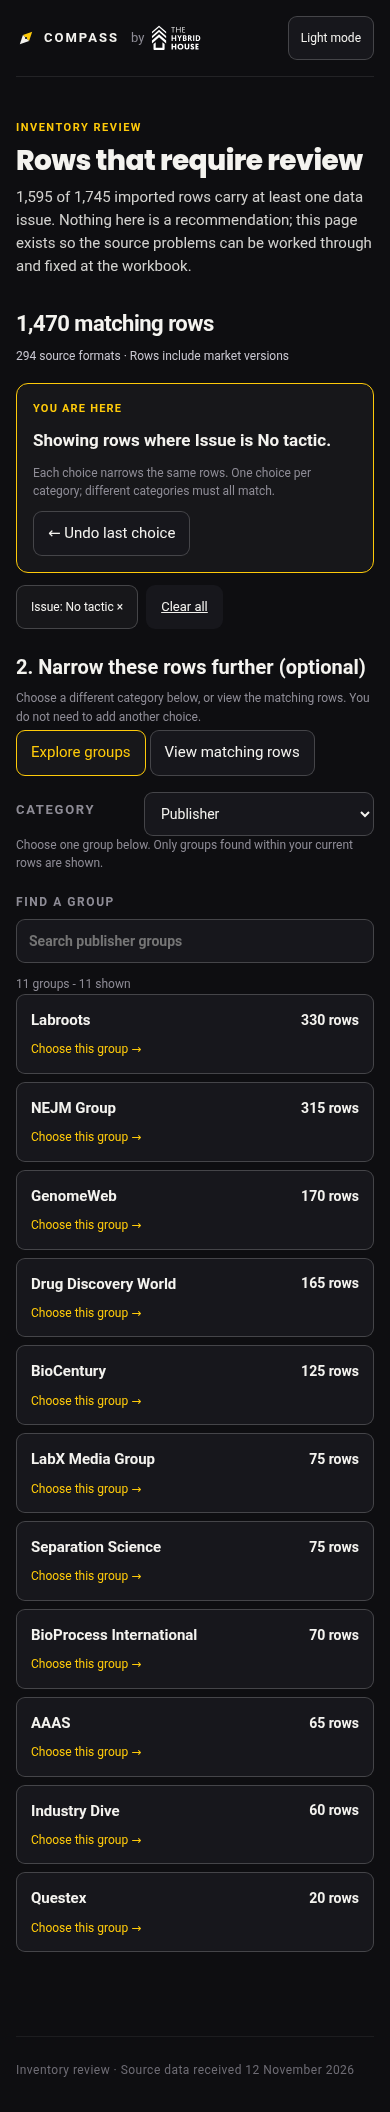 COMPASS by THE HYBRID HOUSE
Light mode
INVENTORY REVIEW
Rows that require review
1,595 of 1,745 imported rows carry at least one data
issue. Nothing here is a recommendation; this page
exists so the source problems can be worked through
and fixed at the workbook.
1,470 matching rows
294 source formats · Rows include market versions
YOU ARE HERE
Showing rows where Issue is No tactic.
Each choice narrows the same rows. One choice per
category; different categories must all match.
← Undo last choice
Issue: No tactic ×
Clear all
2. Narrow these rows further (optional)
Choose a different category below, or view the matching rows. You
do not need to add another choice.
Explore groups
View matching rows
CATEGORY
Publisher
Choose one group below. Only groups found within your current
rows are shown.
FIND A GROUP
Search publisher groups
11 groups - 11 shown
Labroots 330 rows
Choose this group →
NEJM Group 315 rows
Choose this group →
GenomeWeb 170 rows
Choose this group →
Drug Discovery World 165 rows
Choose this group →
BioCentury 125 rows
Choose this group →
LabX Media Group 75 rows
Choose this group →
Separation Science 75 rows
Choose this group →
BioProcess International 70 rows
Choose this group →
AAAS 65 rows
Choose this group →
Industry Dive 60 rows
Choose this group →
Questex 20 rows
Choose this group →
Inventory review · Source data received 12 November 2026